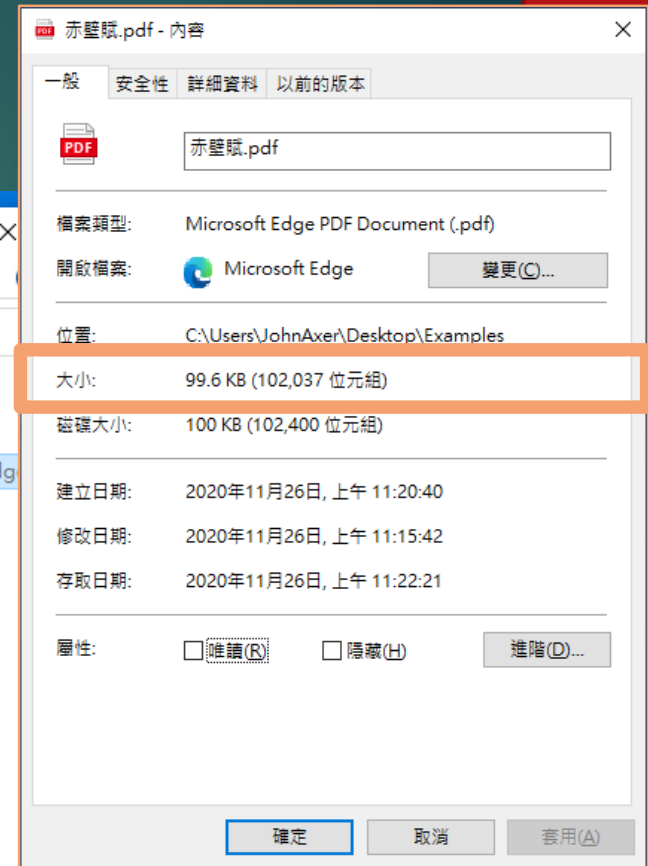 赤壁賦.pdf - 內容
一般 安全性 詳細資料 以前的版本
PDF 赤壁賦.pdf
檔案類型: Microsoft Edge PDF Document (.pdf)
開啟檔案: Microsoft Edge 變更(C)...
位置: C:\Users\JohnAxer\Desktop\Examples
大小: 99.6 KB (102,037 位元組)
磁碟大小: 100 KB (102,400 位元組)
建立日期: 2020年11月26日, 上午 11:20:40
修改日期: 2020年11月26日, 上午 11:15:42
存取日期: 2020年11月26日, 上午 11:22:21
屬性: 唯讀(R) 隱藏(H) 進階(D)...
確定 取消 套用(A)